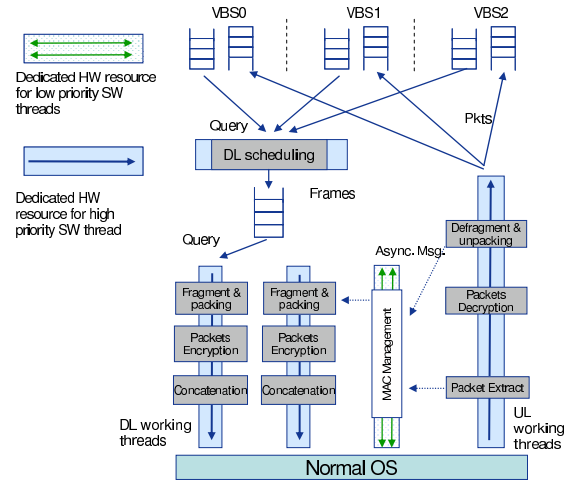 VBS0
VBS1
VBS2
Dedicated HW resource
for low priority SW
threads
Query
Pkts
DL scheduling
Dedicated HW
resource for high
priority SW thread
Frames
Query
Async. Msg.
Defragment &
unpacking
Fragment &
packing
Fragment &
packing
MAC Management
Packets
Decryption
Packets
Encryption
Packets
Encryption
Concatenation
Concatenation
Packet Extract
DL working
threads
UL
working
threads
Normal OS